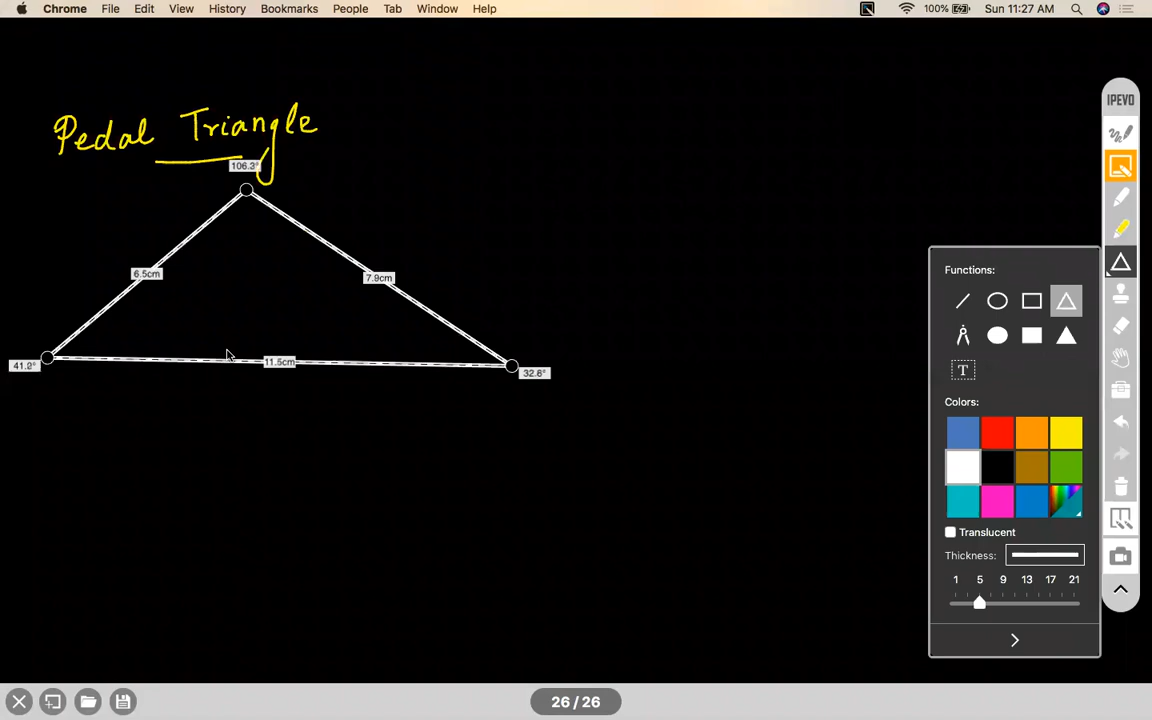 Chrome File Edit View History Bookmarks People Tab Window Help 100% Sun 11:27 AM
IPEVO
Pedal Triangle
106.3°
6.5cm
7.9cm
11.5cm
41.2°
32.6°
Functions:
T
Colors:
Translucent
Thickness:
1 5 9 13 17 21
26 / 26